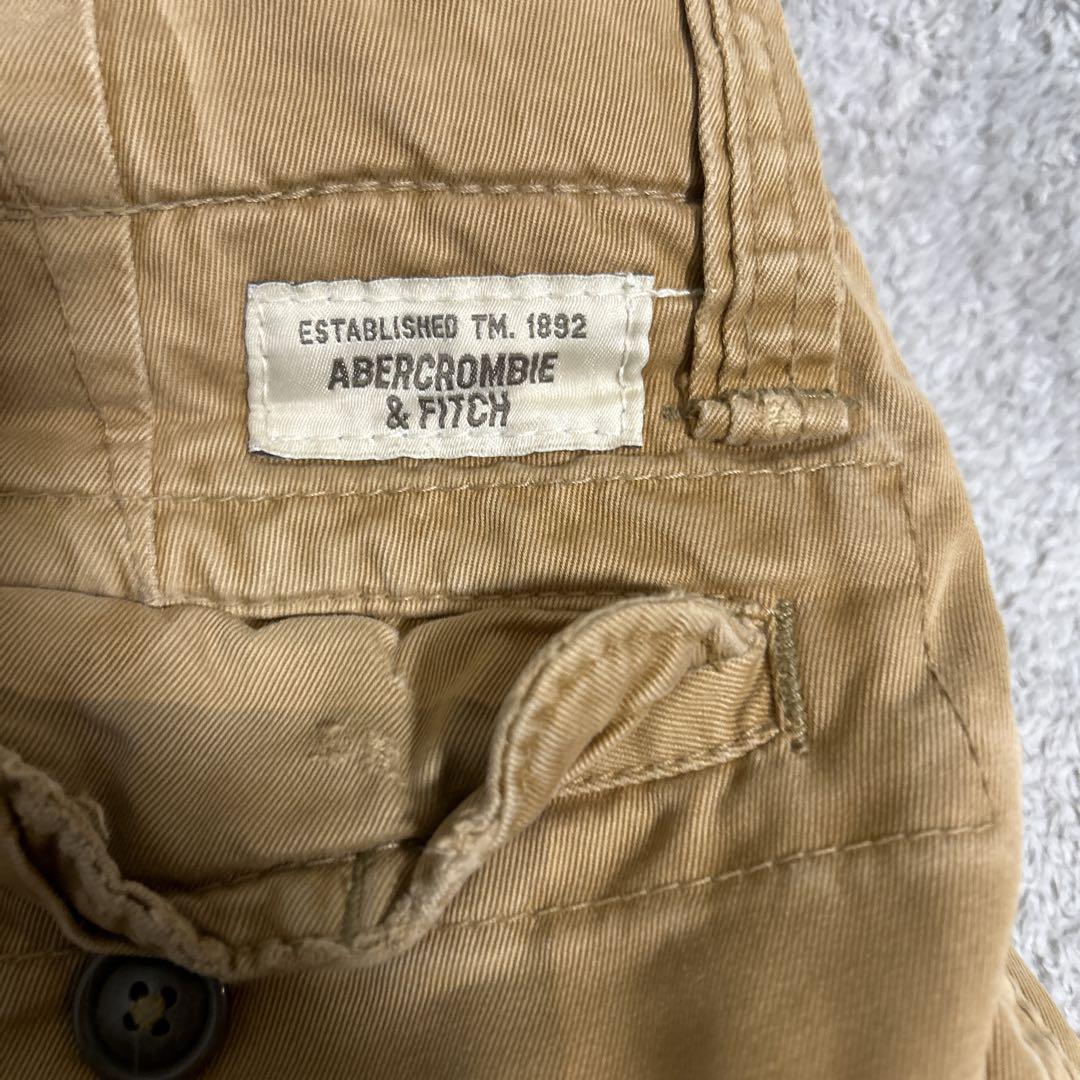 ESTABLISHED TM. 1892
ABERCROMBIE
& FITCH